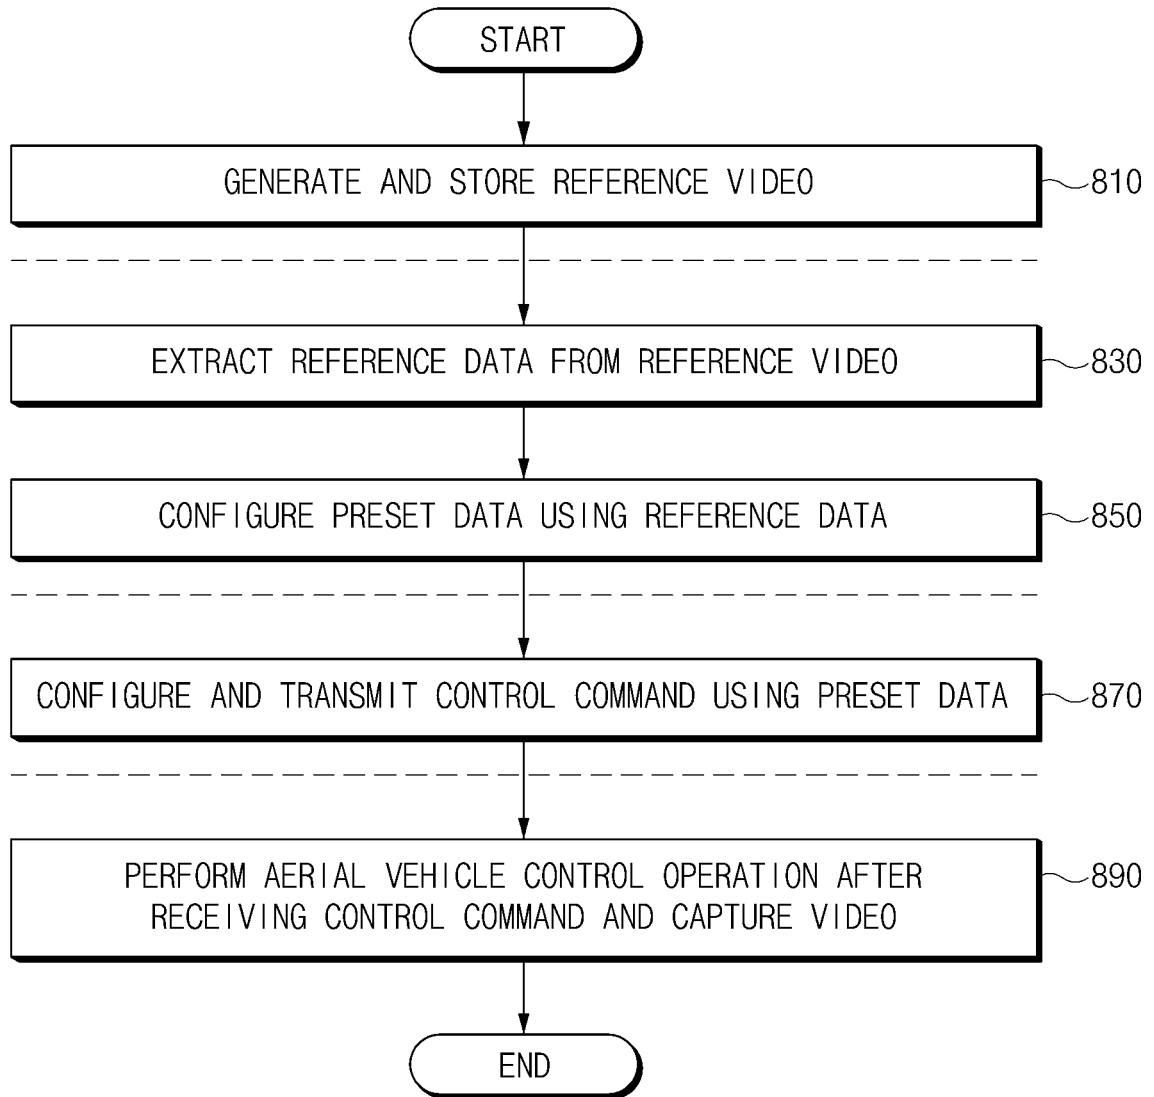 START
GENERATE AND STORE REFERENCE VIDEO
810
EXTRACT REFERENCE DATA FROM REFERENCE VIDEO
830
CONFIGURE PRESET DATA USING REFERENCE DATA
850
CONFIGURE AND TRANSMIT CONTROL COMMAND USING PRESET DATA
870
PERFORM AERIAL VEHICLE CONTROL OPERATION AFTER
RECEIVING CONTROL COMMAND AND CAPTURE VIDEO
890
END